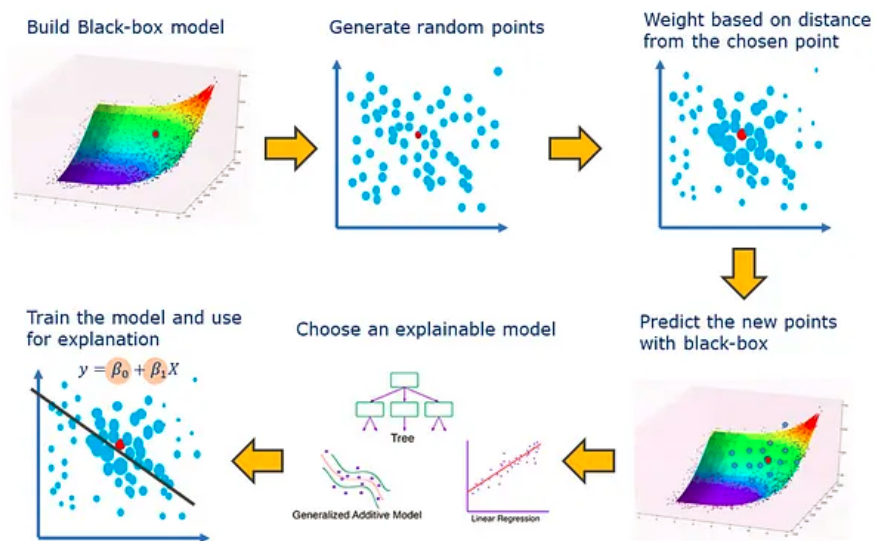 Build Black-box model
Generate random points
Weight based on distance
from the chosen point
Predict the new points
with black-box
Choose an explainable model
Tree
Generalized Additive Model
Linear Regression
Train the model and use
for explanation
y = β₀ + β₁X